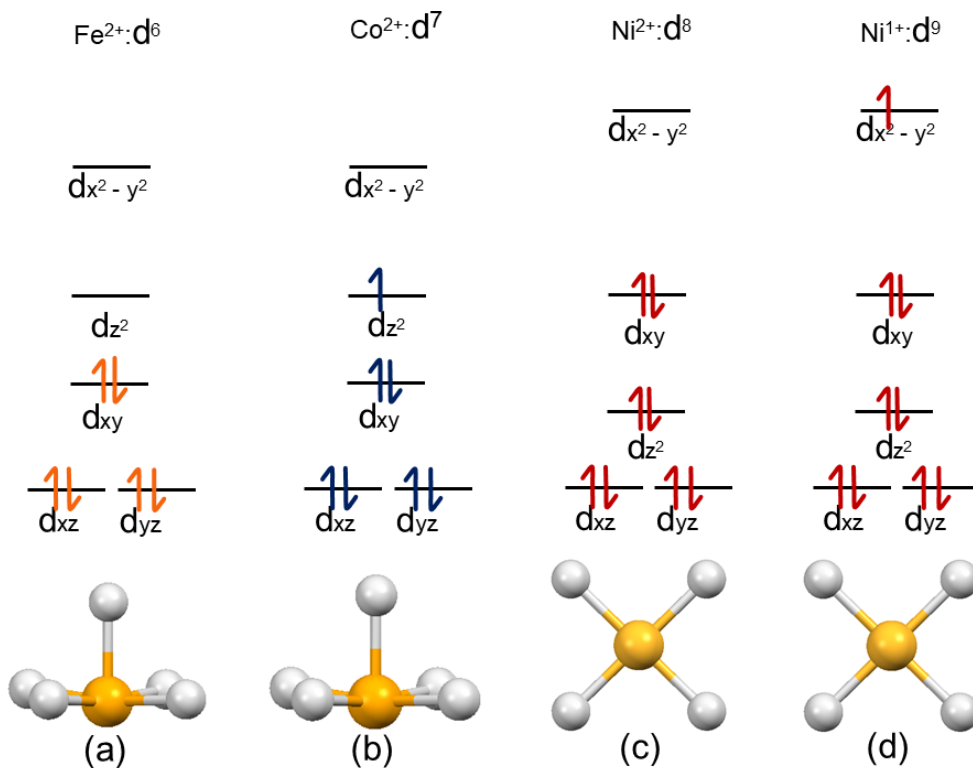 Fe²⁺:d⁶ Co²⁺:d⁷ Ni²⁺:d⁸ Ni¹⁺:d⁹
dx² - y² dx² - y²
dx² - y² dx² - y²
dz² dz² dxy dxy
dxy dxy dz² dz²
dxz dyz dxz dyz dxz dyz dxz dyz
(a) (b) (c) (d)